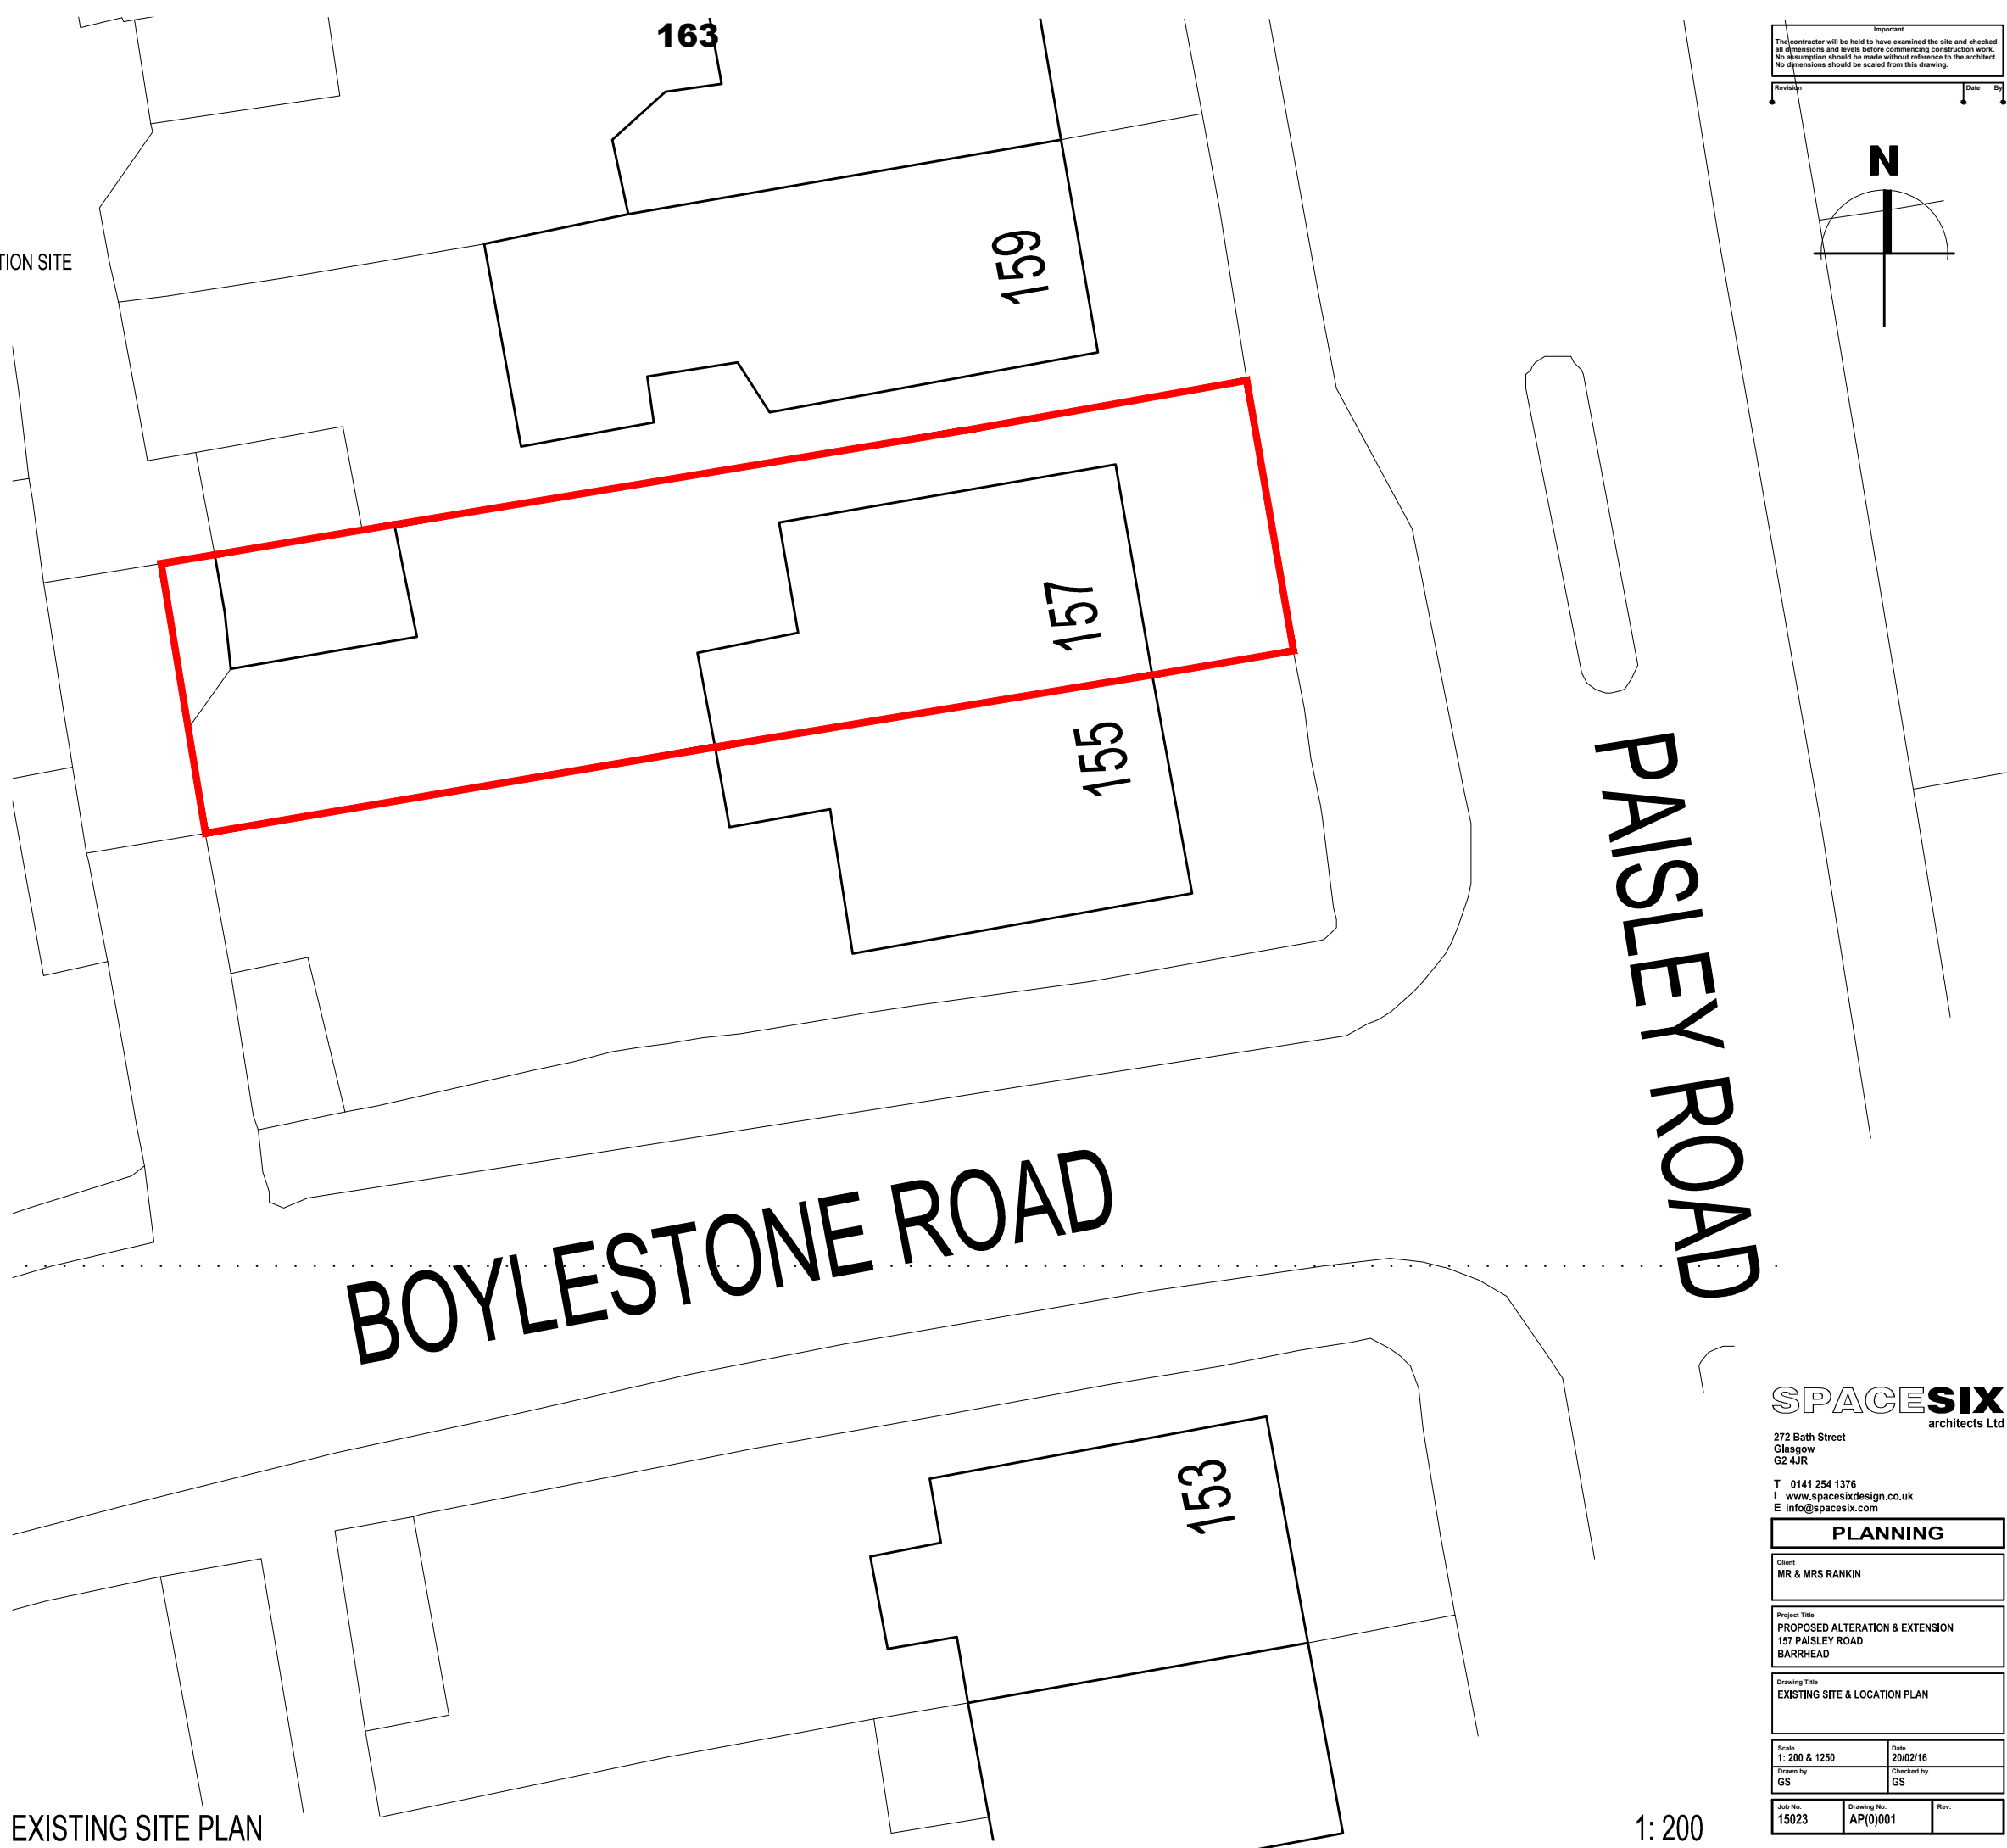 163
Important
The contractor will be held to have examined the site and checked
all dimensions and levels before commencing construction work.
No assumption should be made without reference to the architect.
No dimensions should be scaled from this drawing.
Revision Date By
N
TION SITE
159
157
155
PAISLEY ROAD
BOYLESTONE ROAD
153
SPACESIX
architects Ltd
272 Bath Street
Glasgow
G2 4JR
T 0141 254 1376
I www.spacesixdesign.co.uk
E info@spacesix.com
PLANNING
Client
MR & MRS RANKIN
Project Title
PROPOSED ALTERATION & EXTENSION
157 PAISLEY ROAD
BARRHEAD
Drawing Title
EXISTING SITE & LOCATION PLAN
Scale Date
1: 200 & 1250 20/02/16
Drawn by Checked by
GS GS
Job No. Drawing No. Rev.
15023 AP(0)001
EXISTING SITE PLAN
1: 200